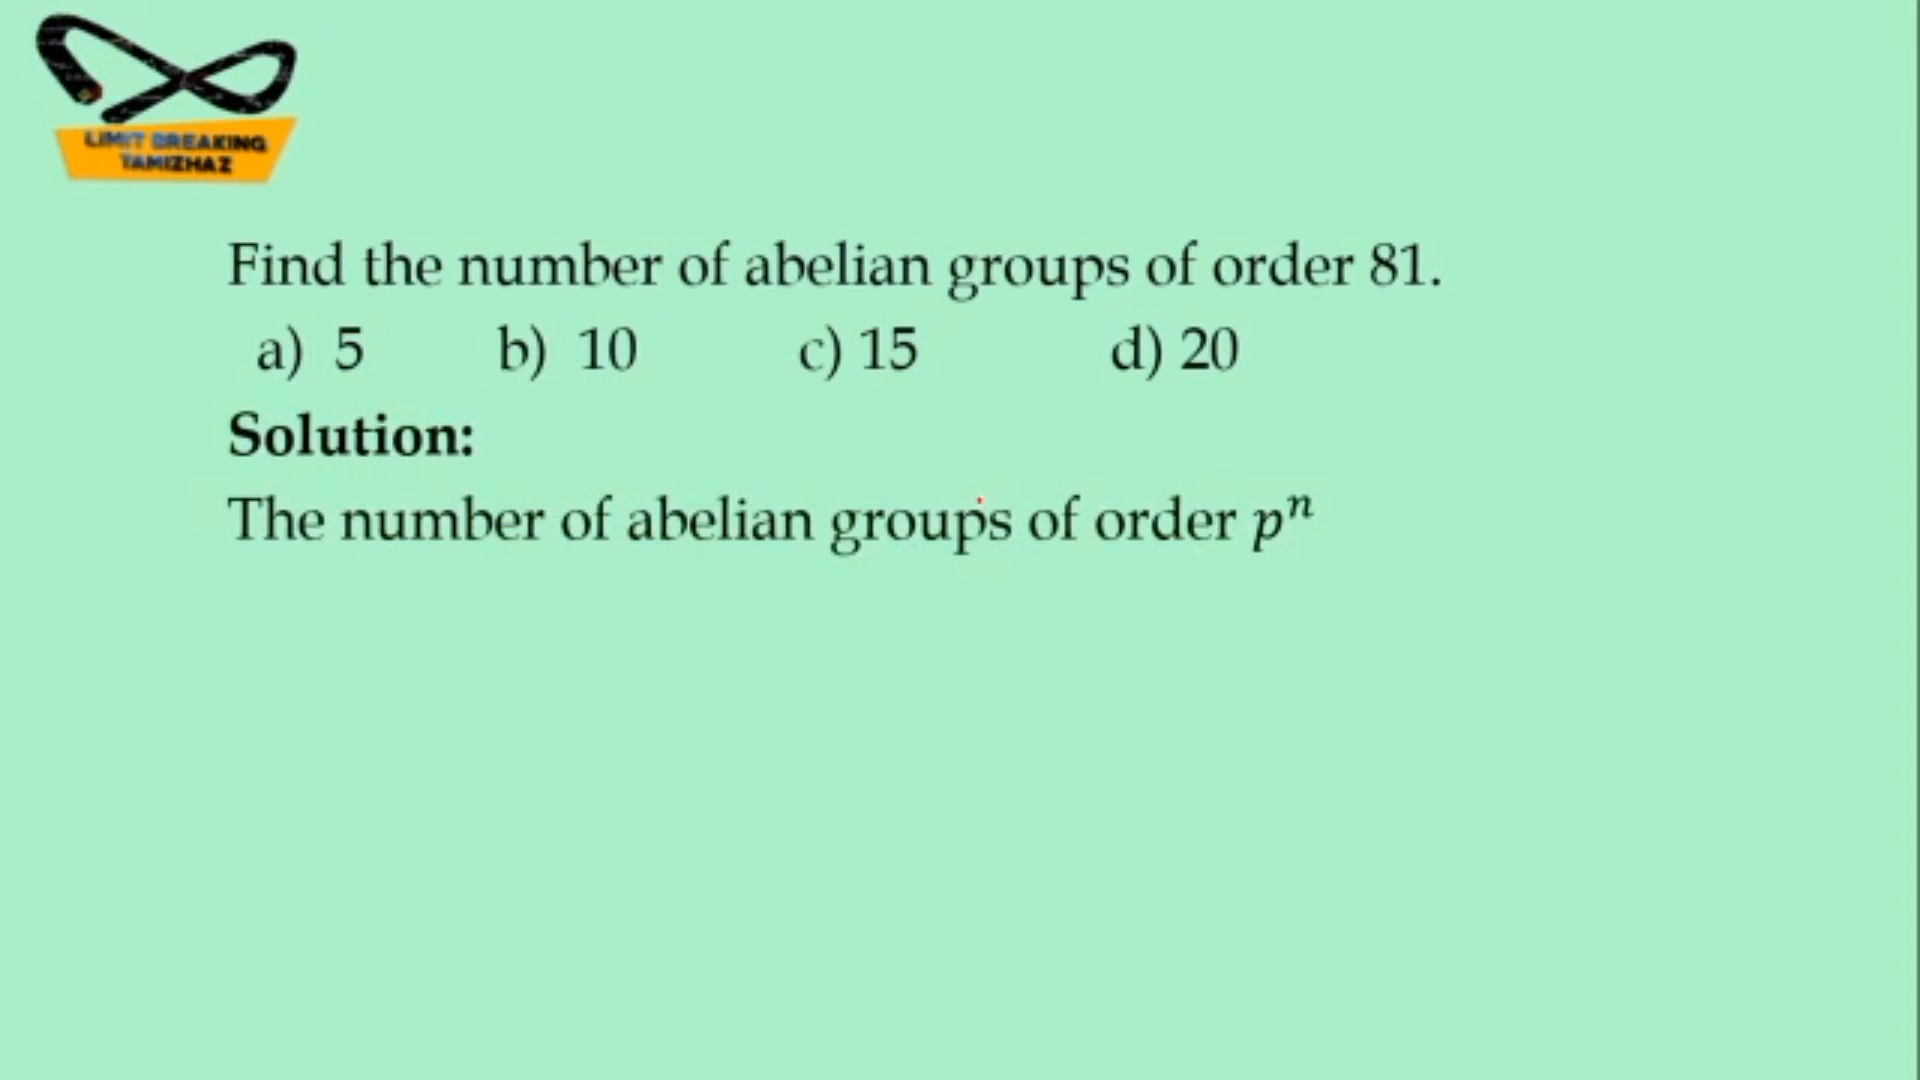 LIMIT BREAKING
TAMIZHAZ
Find the number of abelian groups of order 81.
a) 5 b) 10 c) 15 d) 20
Solution:
The number of abelian groups of order pⁿ